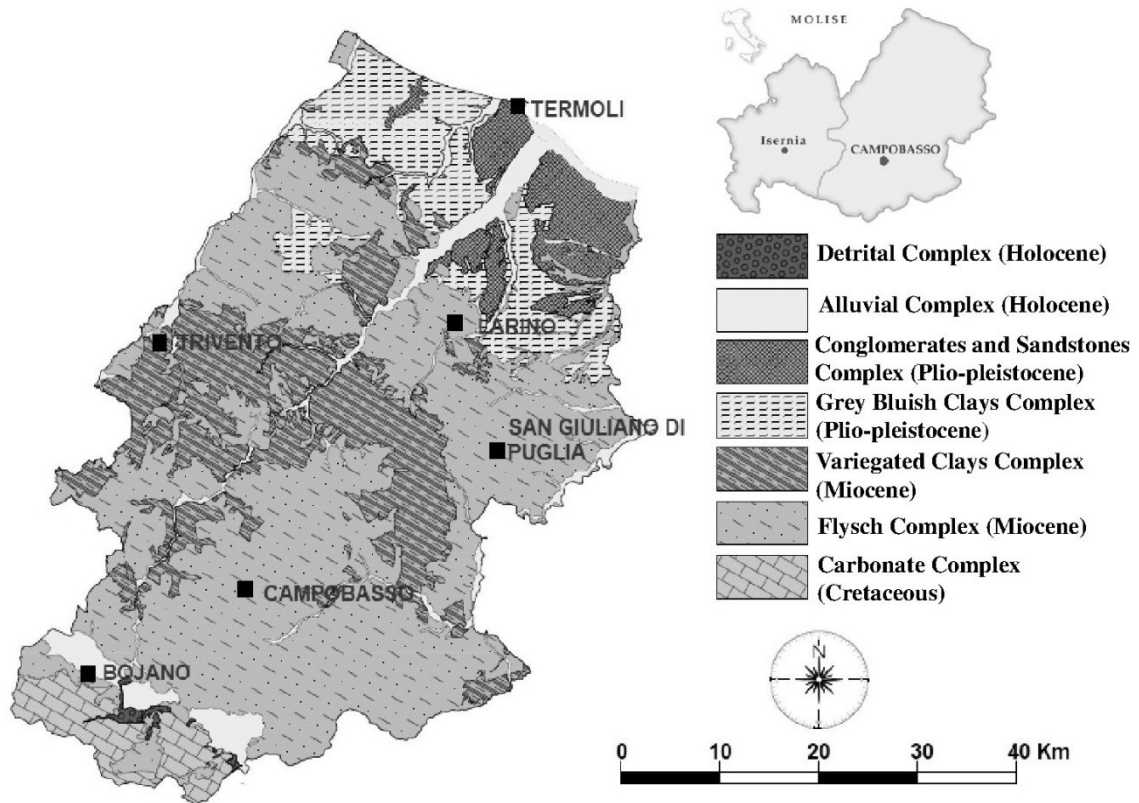 MOLISE
Isernia
CAMPOBASSO
TERMOLI
LARINO
TRIVENTO
SAN GIULIANO DI
PUGLIA
CAMPOBASSO
BOJANO
Detrital Complex (Holocene)
Alluvial Complex (Holocene)
Conglomerates and Sandstones
Complex (Plio-pleistocene)
Grey Bluish Clays Complex
(Plio-pleistocene)
Variegated Clays Complex
(Miocene)
Flysch Complex (Miocene)
Carbonate Complex
(Cretaceous)
N
0 10 20 30 40 Km